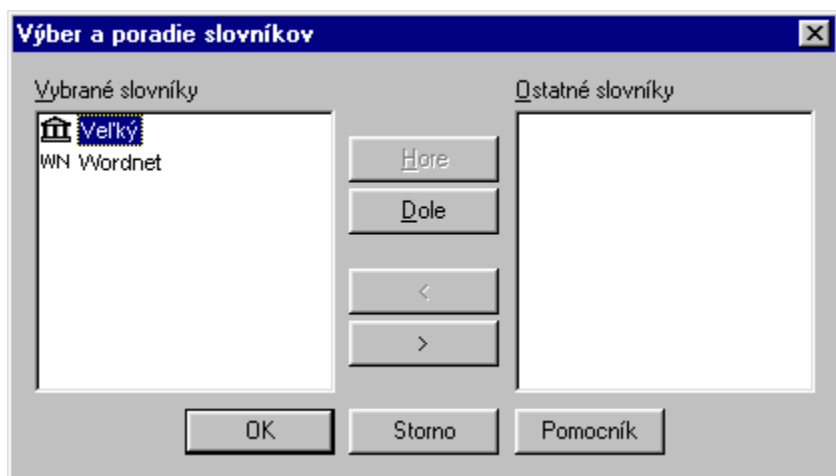 Výber a poradie slovníkov
Vybrané slovníky
Veľký
WN Wordnet
Hore
Dole
<
>
Ostatné slovníky
OK
Storno
Pomocník